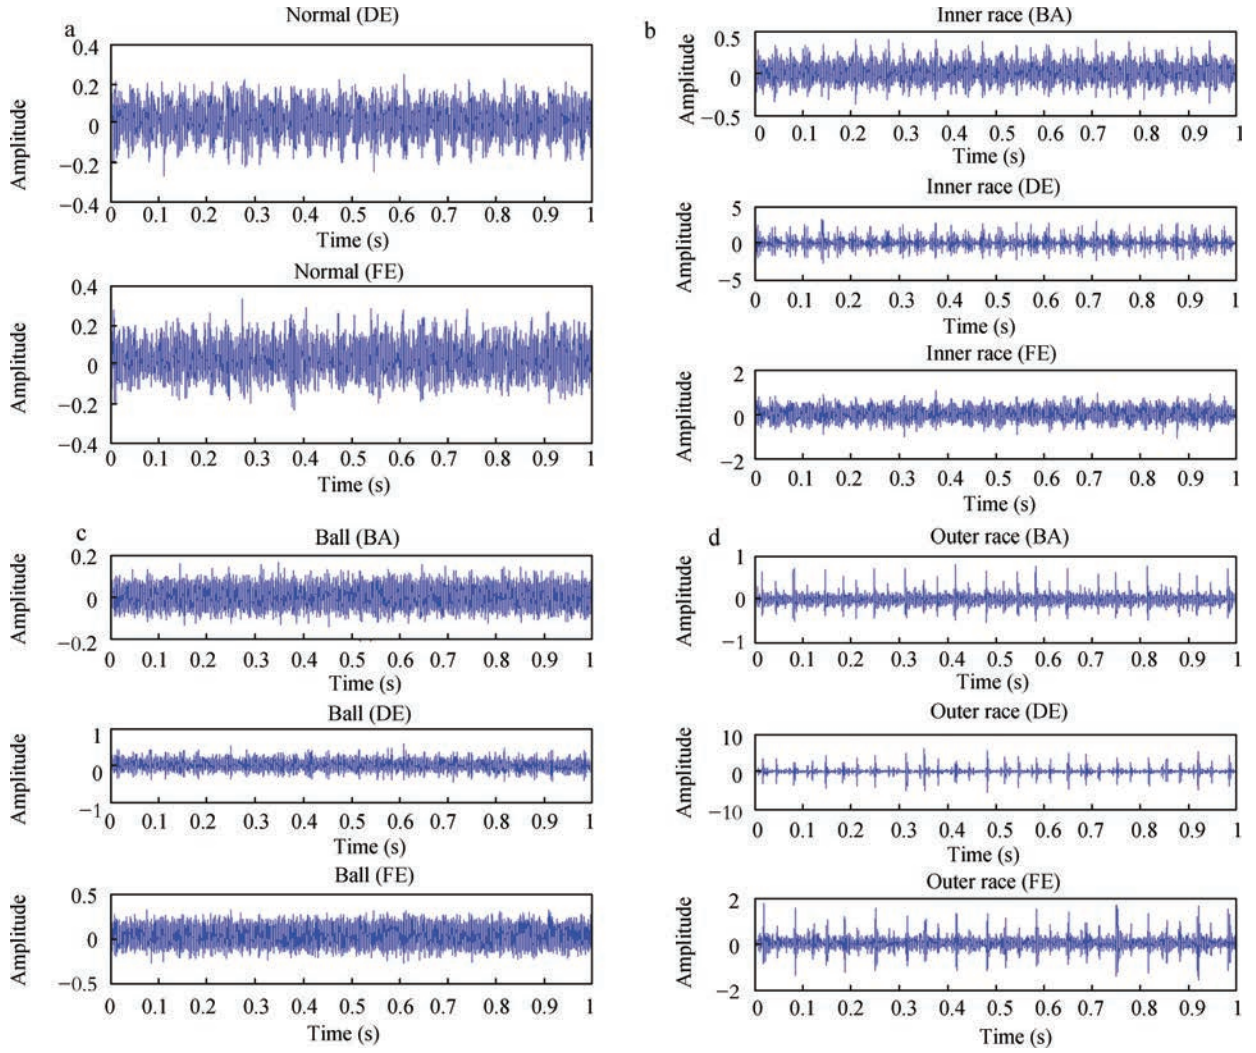 a
Normal (DE)
Amplitude
0.4
0.2
0
−0.2
−0.4
0 0.1 0.2 0.3 0.4 0.5 0.6 0.7 0.8 0.9 1
Time (s)
Normal (FE)
Amplitude
0.4
0.2
0
−0.2
−0.4
0 0.1 0.2 0.3 0.4 0.5 0.6 0.7 0.8 0.9 1
Time (s)
b
Inner race (BA)
Amplitude
0.5
0
−0.5
0 0.1 0.2 0.3 0.4 0.5 0.6 0.7 0.8 0.9 1
Time (s)
Inner race (DE)
Amplitude
5
0
−5
0 0.1 0.2 0.3 0.4 0.5 0.6 0.7 0.8 0.9 1
Time (s)
Inner race (FE)
Amplitude
2
0
−2
0 0.1 0.2 0.3 0.4 0.5 0.6 0.7 0.8 0.9 1
Time (s)
c
Ball (BA)
Amplitude
0.2
0
−0.2
0 0.1 0.2 0.3 0.4 0.5 0.6 0.7 0.8 0.9 1
Time (s)
Ball (DE)
Amplitude
1
0
−1
0 0.1 0.2 0.3 0.4 0.5 0.6 0.7 0.8 0.9 1
Time (s)
Ball (FE)
Amplitude
0.5
0
−0.5
0 0.1 0.2 0.3 0.4 0.5 0.6 0.7 0.8 0.9 1
Time (s)
d
Outer race (BA)
Amplitude
1
0
−1
0 0.1 0.2 0.3 0.4 0.5 0.6 0.7 0.8 0.9 1
Time (s)
Outer race (DE)
Amplitude
10
0
−10
0 0.1 0.2 0.3 0.4 0.5 0.6 0.7 0.8 0.9 1
Time (s)
Outer race (FE)
Amplitude
2
0
−2
0 0.1 0.2 0.3 0.4 0.5 0.6 0.7 0.8 0.9 1
Time (s)